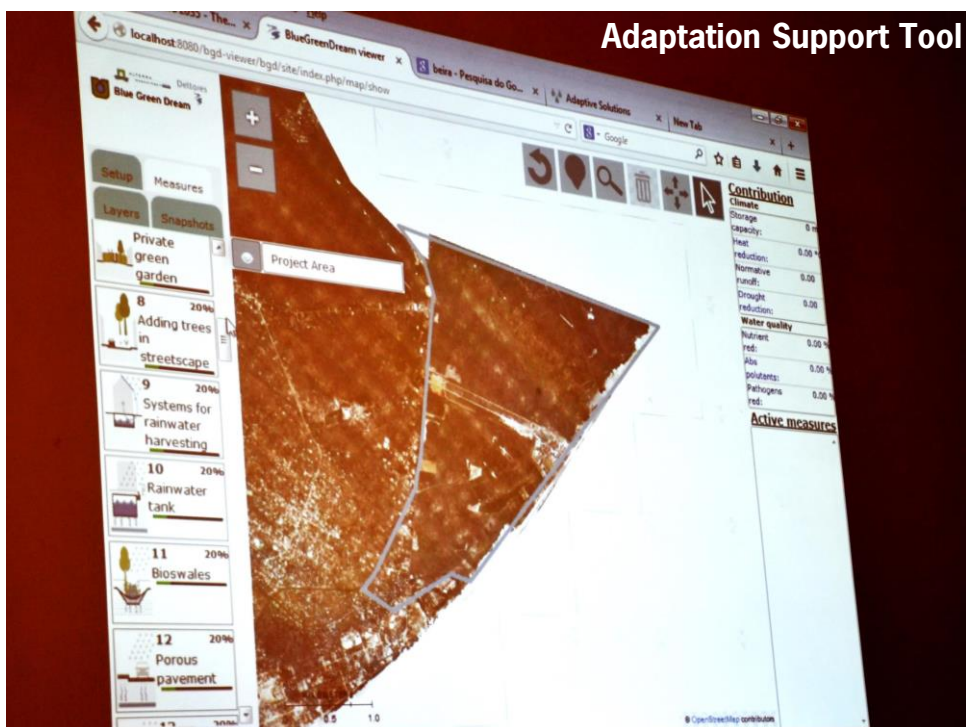 Adaptation Support Tool
BlueGreenDream viewer
beira - Pesquisa do Go...
Adaptive Solutions
New Tab
localhost:8080/bgd-viewer/bgd/site/index.php/map/show
Google
ALTERRA
Deltares
Blue Green Dream
Setup
Measures
Layers
Snapshots
Private
green
garden
8 20%
Adding trees
in
streetscape
9 20%
Systems for
rainwater
harvesting
10 20%
Rainwater
tank
11 20%
Bioswales
12 20%
Porous
pavement
Project Area
0.5 1.0
Contribution
Climate
Storage
capacity: 0 m
Heat
reduction: 0.00 %
Normative
runoff: 0.00
Drought
reduction: 0.00
Water quality
Nutrient
red: 0.00 %
Abs
polutants: 0.00 %
Pathogens
red: 0.00 %
Active measures
© OpenStreetMap contributors